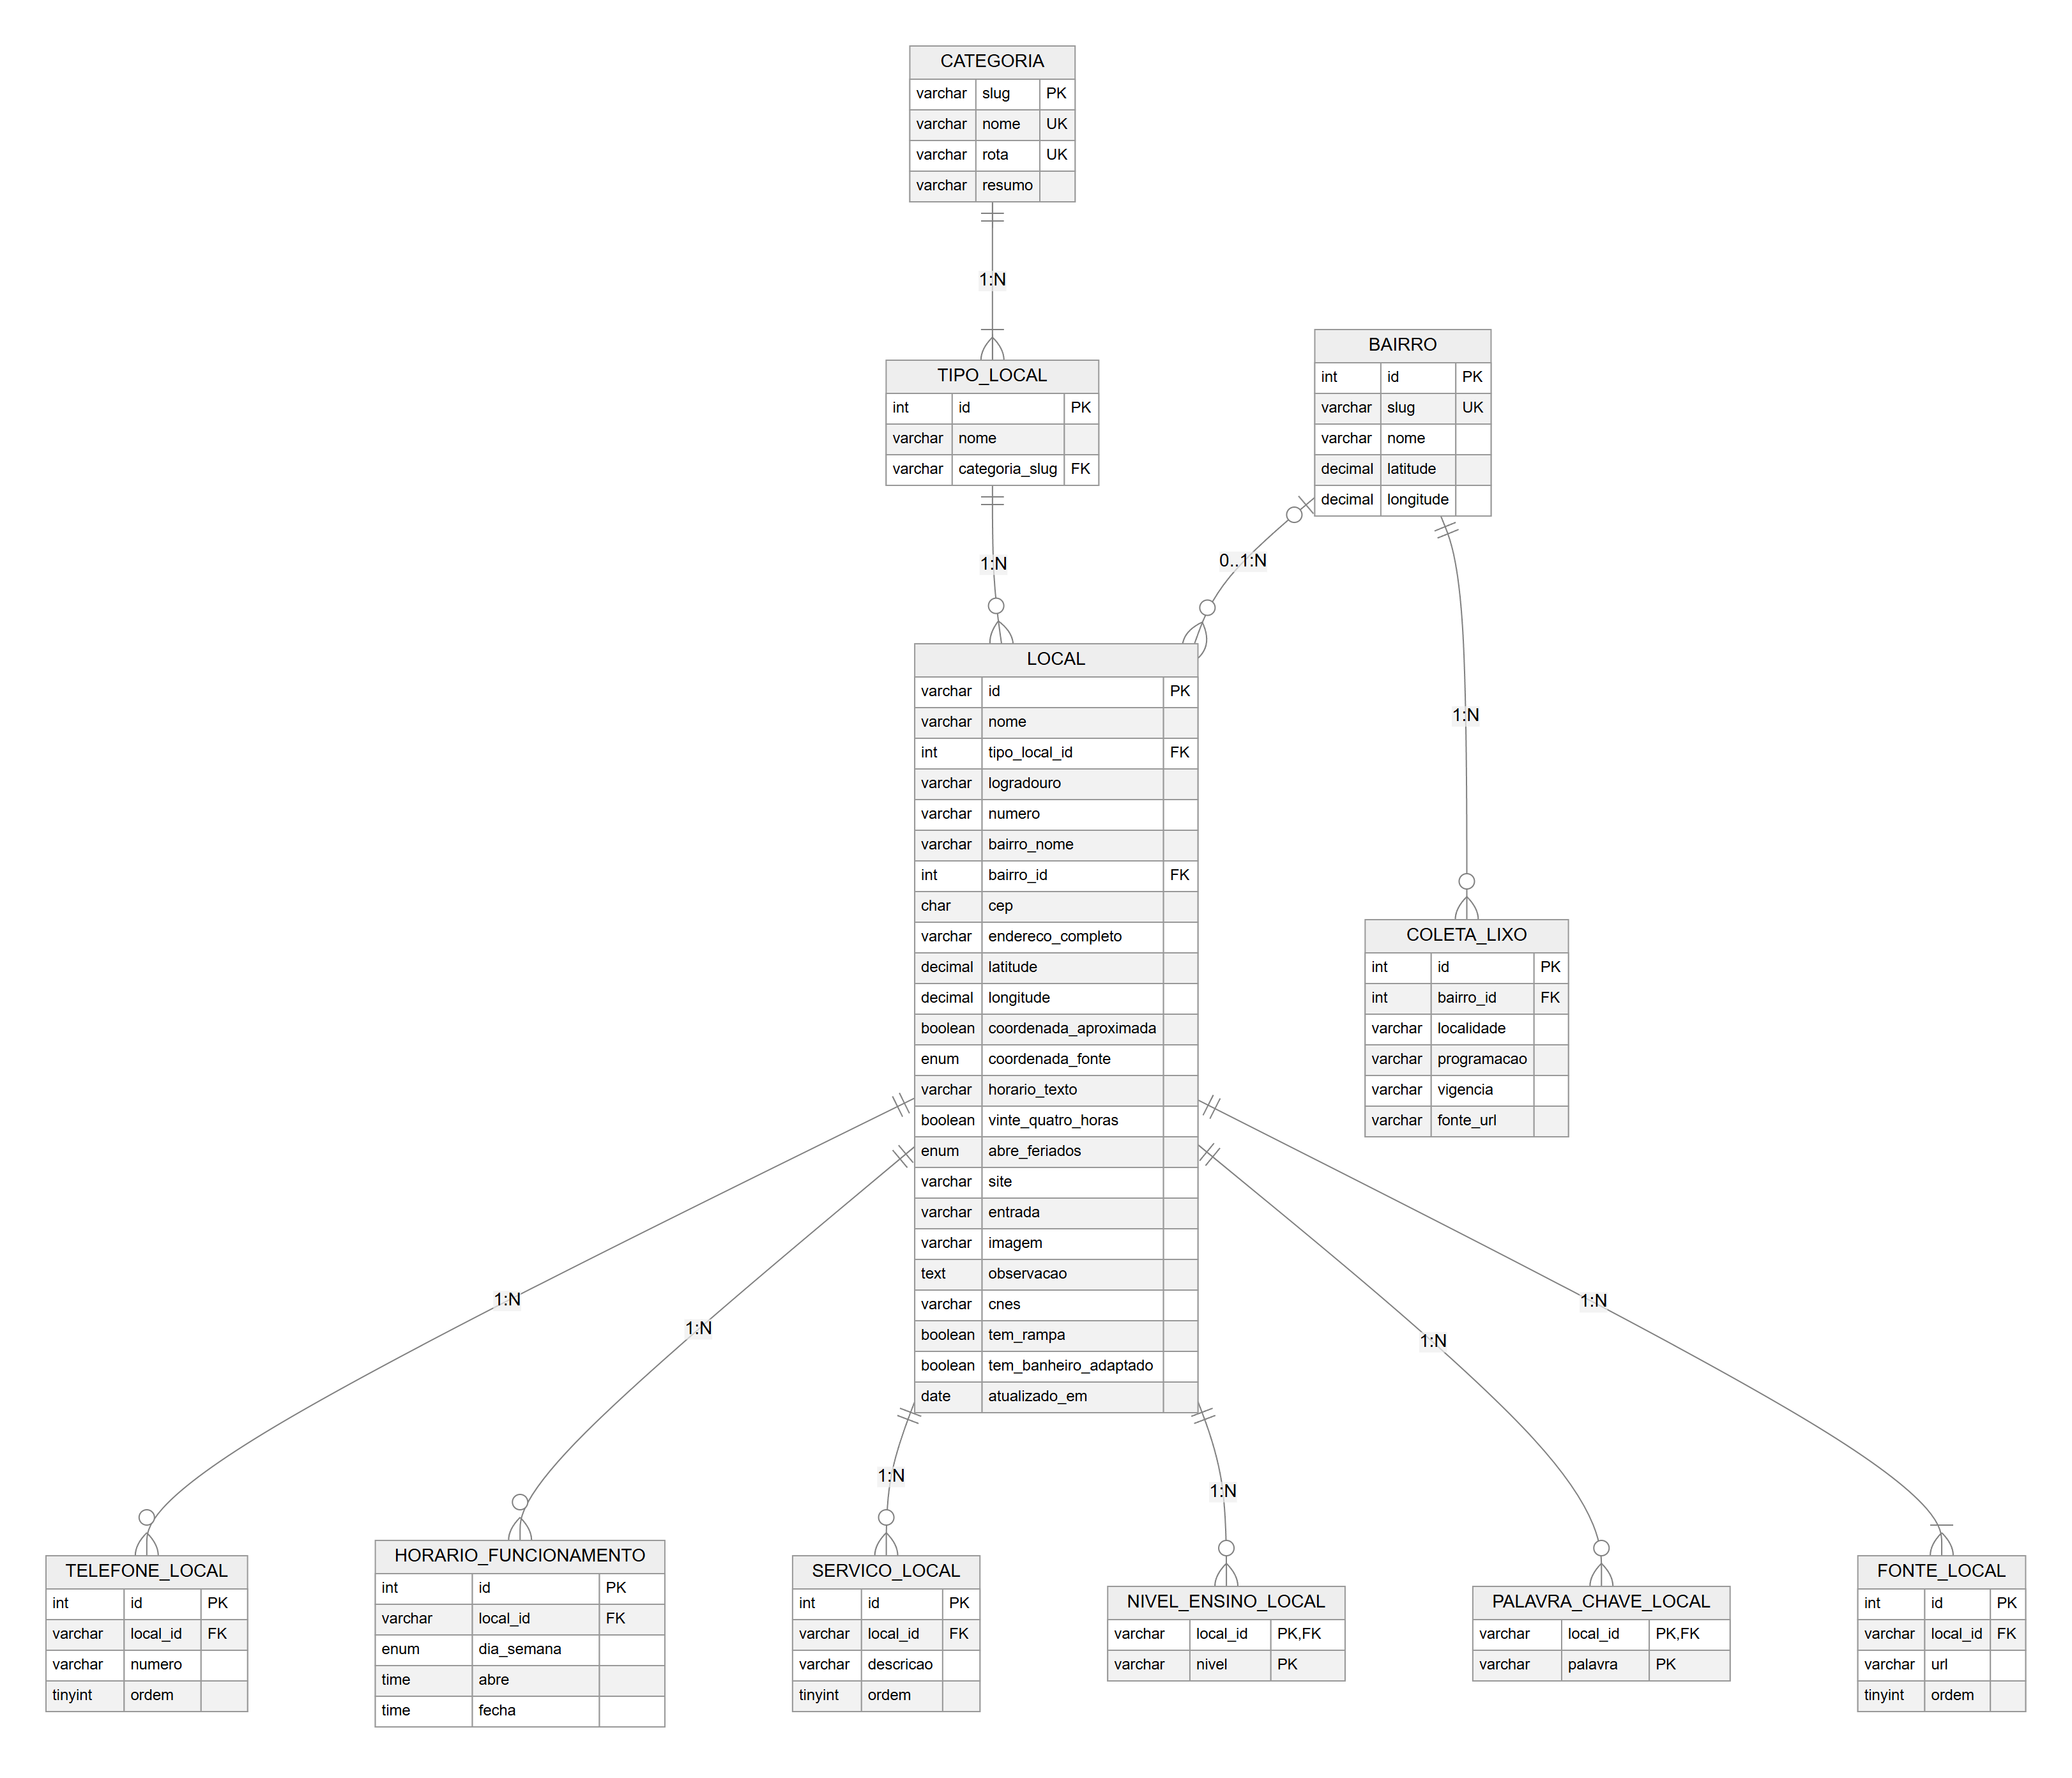 CATEGORIA
varchar slug PK
varchar nome UK
varchar rota UK
varchar resumo
1:N
TIPO_LOCAL
int id PK
varchar nome
varchar categoria_slug FK
BAIRRO
int id PK
varchar slug UK
varchar nome
decimal latitude
decimal longitude
1:N
0..1:N
1:N
LOCAL
varchar id PK
varchar nome
int tipo_local_id FK
varchar logradouro
varchar numero
varchar bairro_nome
int bairro_id FK
char cep
varchar endereco_completo
decimal latitude
decimal longitude
boolean coordenada_aproximada
enum coordenada_fonte
varchar horario_texto
boolean vinte_quatro_horas
enum abre_feriados
varchar site
varchar entrada
varchar imagem
text observacao
varchar cnes
boolean tem_rampa
boolean tem_banheiro_adaptado
date atualizado_em
COLETA_LIXO
int id PK
int bairro_id FK
varchar localidade
varchar programacao
varchar vigencia
varchar fonte_url
1:N
1:N
1:N
1:N
1:N
1:N
TELEFONE_LOCAL
int id PK
varchar local_id FK
varchar numero
tinyint ordem
HORARIO_FUNCIONAMENTO
int id PK
varchar local_id FK
enum dia_semana
time abre
time fecha
SERVICO_LOCAL
int id PK
varchar local_id FK
varchar descricao
tinyint ordem
NIVEL_ENSINO_LOCAL
varchar local_id PK,FK
varchar nivel PK
PALAVRA_CHAVE_LOCAL
varchar local_id PK,FK
varchar palavra PK
FONTE_LOCAL
int id PK
varchar local_id FK
varchar url
tinyint ordem